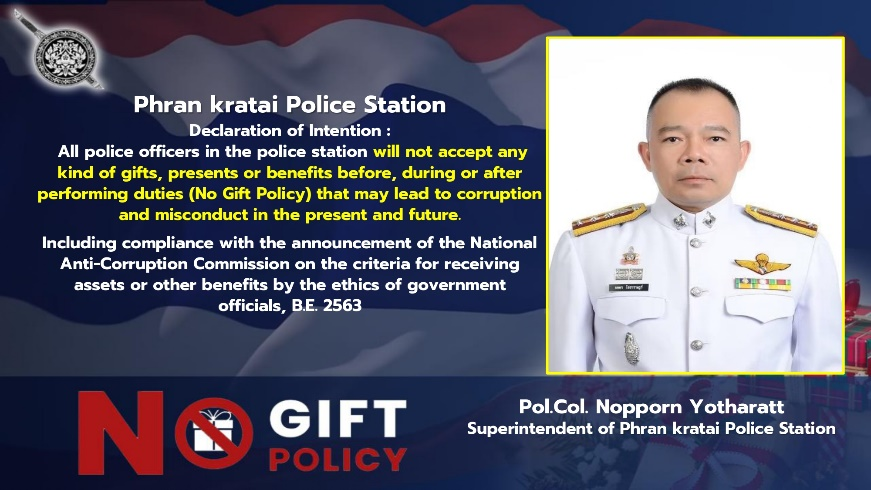 Phran kratai Police Station
Declaration of Intention :
All police officers in the police station will not accept any
kind of gifts, presents or benefits before, during or after
performing duties (No Gift Policy) that may lead to corruption
and misconduct in the present and future.
Including compliance with the announcement of the National
Anti-Corruption Commission on the criteria for receiving
assets or other benefits by the ethics of government
officials, B.E. 2563
NO GIFT
POLICY
Pol.Col. Nopporn Yotharatt
Superintendent of Phran kratai Police Station